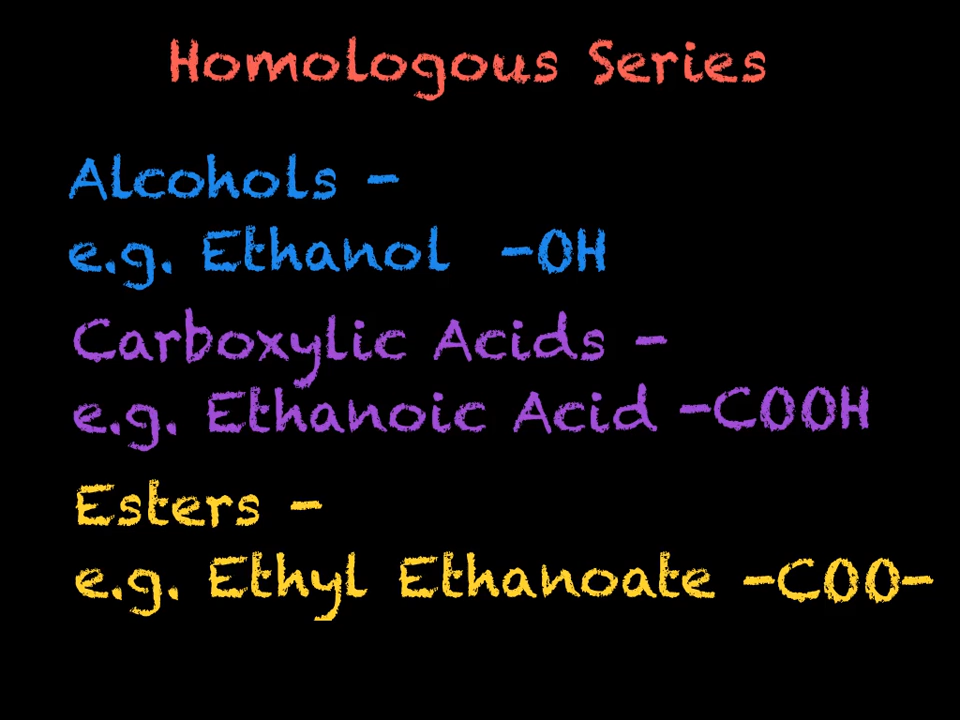 Homologous Series
Alcohols -
e.g. Ethanol -OH
Carboxylic Acids -
e.g. Ethanoic Acid -COOH
Esters -
e.g. Ethyl Ethanoate -COO-